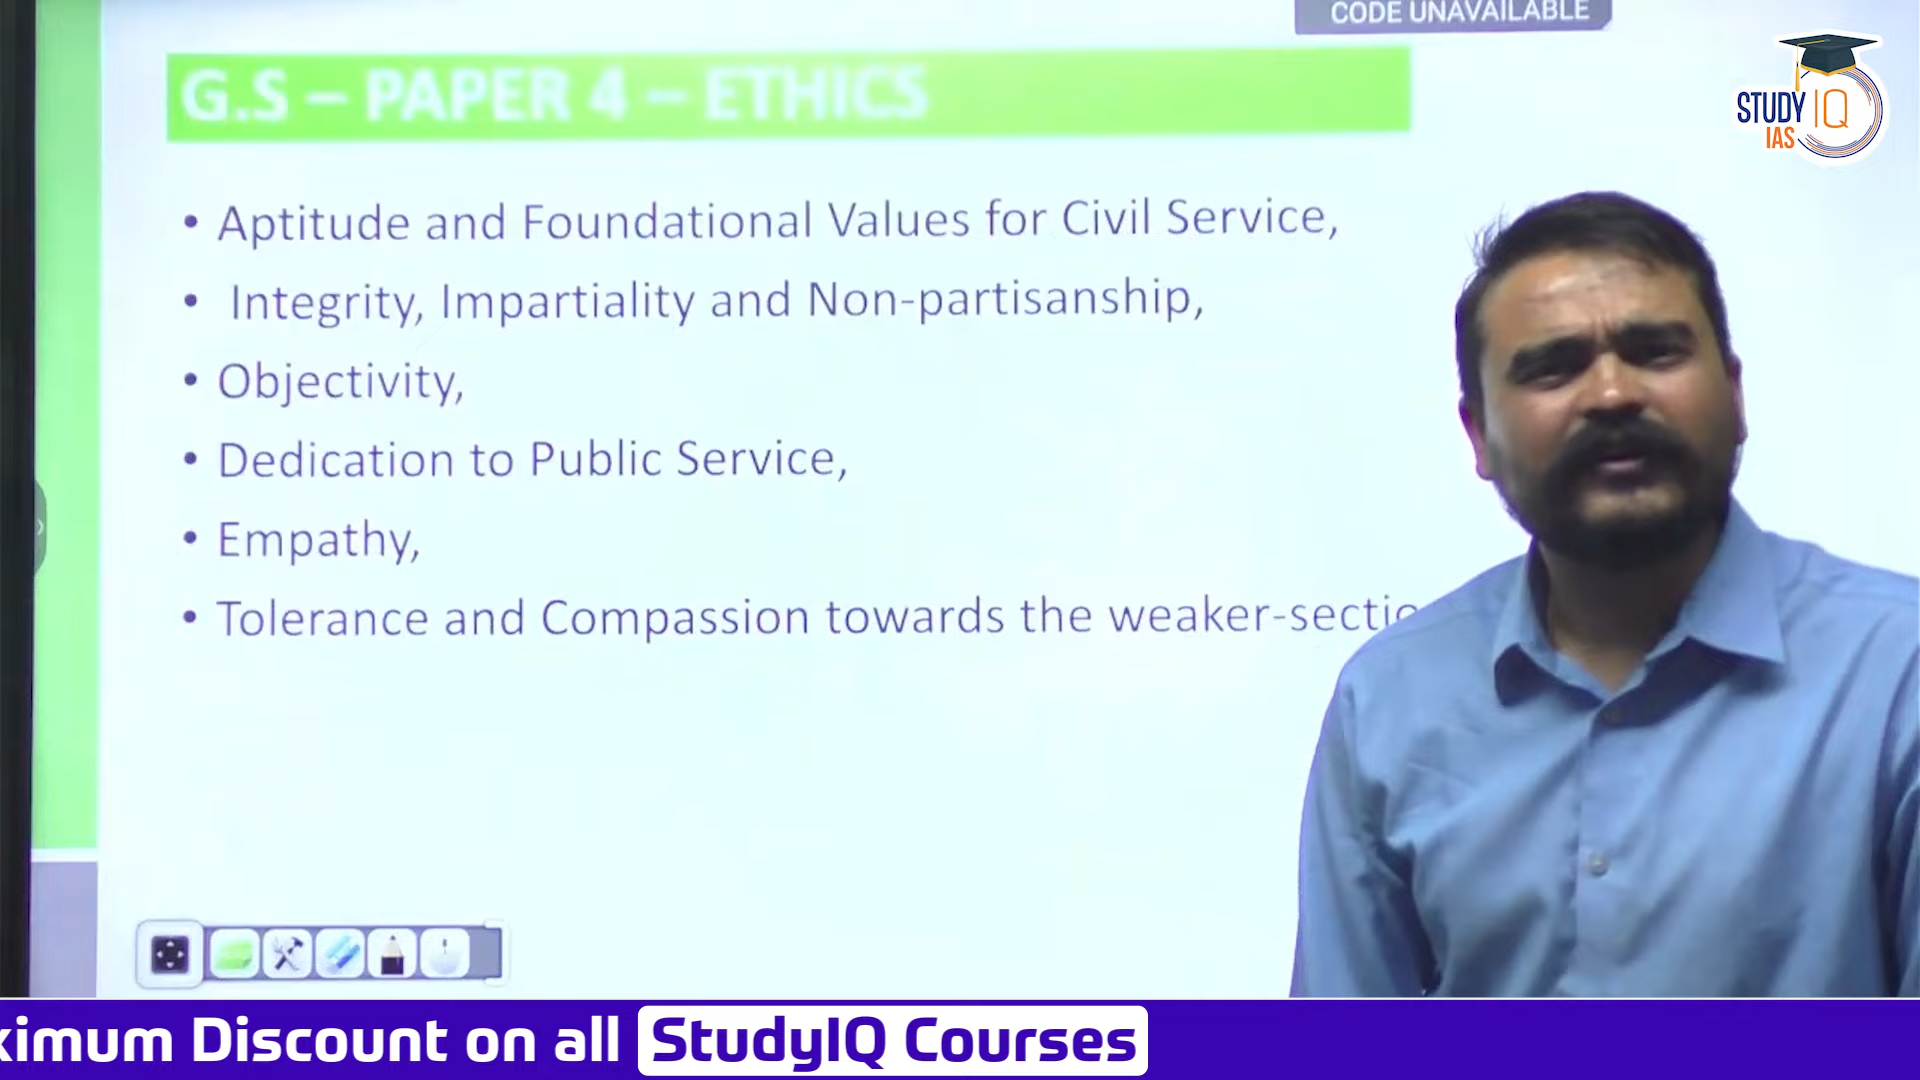 CODE UNAVAILABLE
G.S – PAPER 4 – ETHICS
STUDY IQ
IAS
• Aptitude and Foundational Values for Civil Service,
• Integrity, Impartiality and Non-partisanship,
• Objectivity,
• Dedication to Public Service,
• Empathy,
• Tolerance and Compassion towards the weaker-sectio
ximum Discount on all StudyIQ Courses